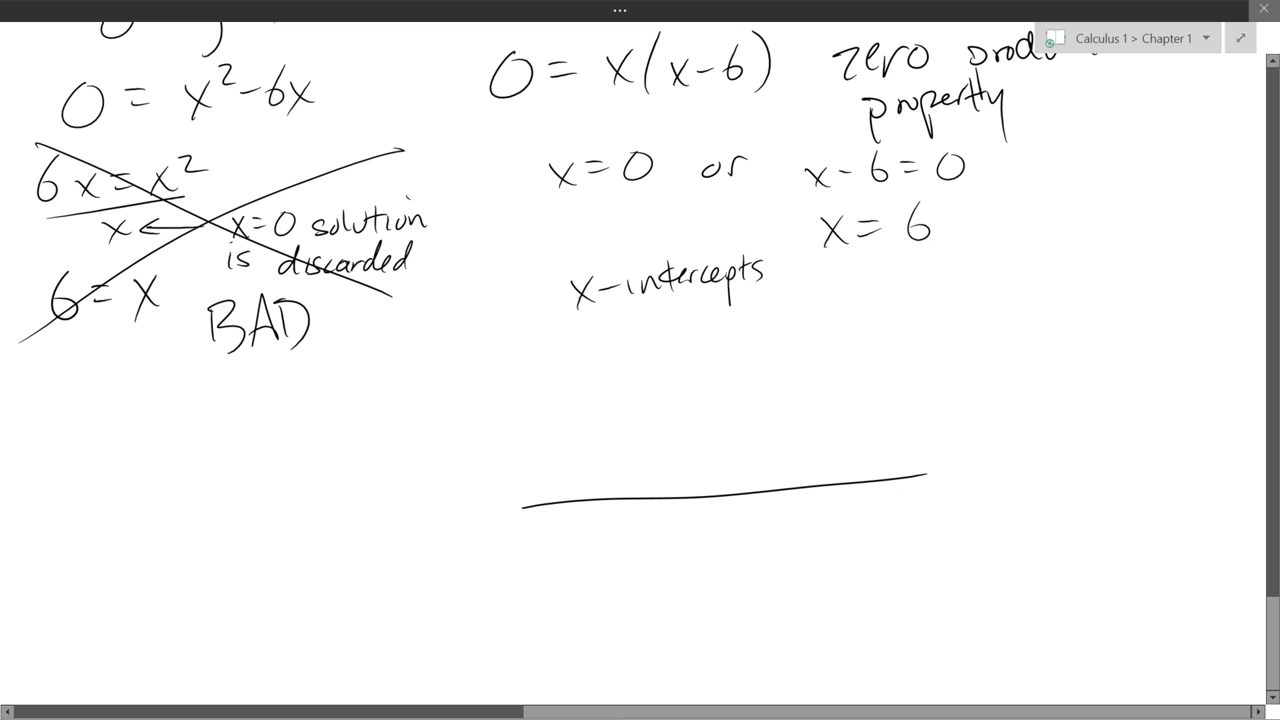 Calculus 1 > Chapter 1
0 = x² - 6x
6x = x²
x ← x = 0 solution
is discarded
6 = x
BAD
0 = x(x - 6) zero
property
x = 0 or x - 6 = 0
x = 6
x-intercepts